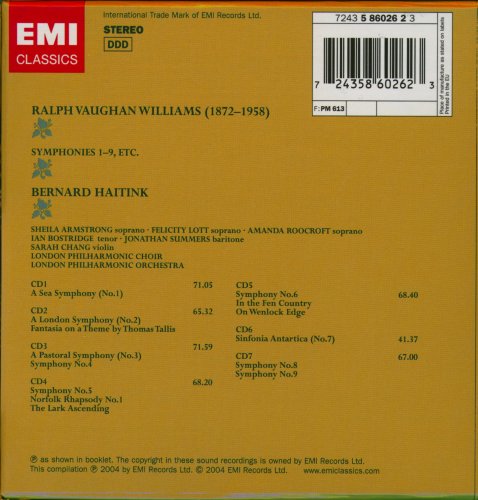 EMI
CLASSICS
International Trade Mark of EMI Records Ltd.
STEREO
DDD
7243 5 86026 2 3
7 24358 60262 3
F: PM 613
Place of manufacture as stated on labels
Printed in the EU
RALPH VAUGHAN WILLIAMS (1872–1958)
SYMPHONIES 1–9, ETC.
BERNARD HAITINK
SHEILA ARMSTRONG soprano · FELICITY LOTT soprano · AMANDA ROOCROFT soprano
IAN BOSTRIDGE tenor · JONATHAN SUMMERS baritone
SARAH CHANG violin
LONDON PHILHARMONIC CHOIR
LONDON PHILHARMONIC ORCHESTRA
CD1 71.05
A Sea Symphony (No.1)
CD2 65.32
A London Symphony (No.2)
Fantasia on a Theme by Thomas Tallis
CD3 71.59
A Pastoral Symphony (No.3)
Symphony No.4
CD4 68.20
Symphony No.5
Norfolk Rhapsody No.1
The Lark Ascending
CD5
Symphony No.6 68.40
In the Fen Country
On Wenlock Edge
CD6
Sinfonia Antartica (No.7) 41.37
CD7 67.00
Symphony No.8
Symphony No.9
℗ as shown in booklet. The copyright in these sound recordings is owned by EMI Records Ltd.
This compilation ℗ 2004 by EMI Records Ltd. © 2004 EMI Records Ltd. www.emiclassics.com